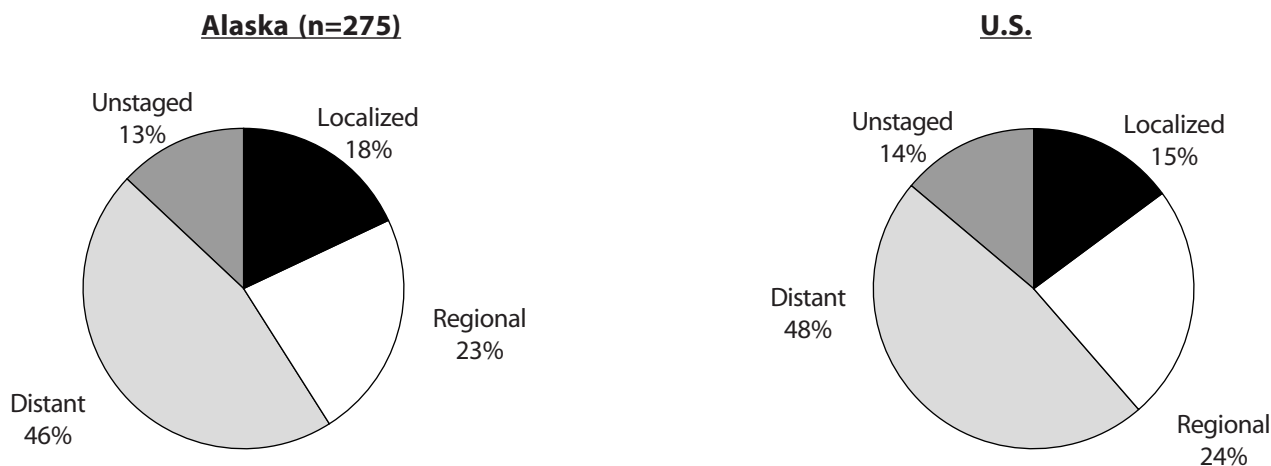 Alaska (n=275)
Unstaged
13%
Localized
18%
Regional
23%
Distant
46%
U.S.
Unstaged
14%
Localized
15%
Distant
48%
Regional
24%